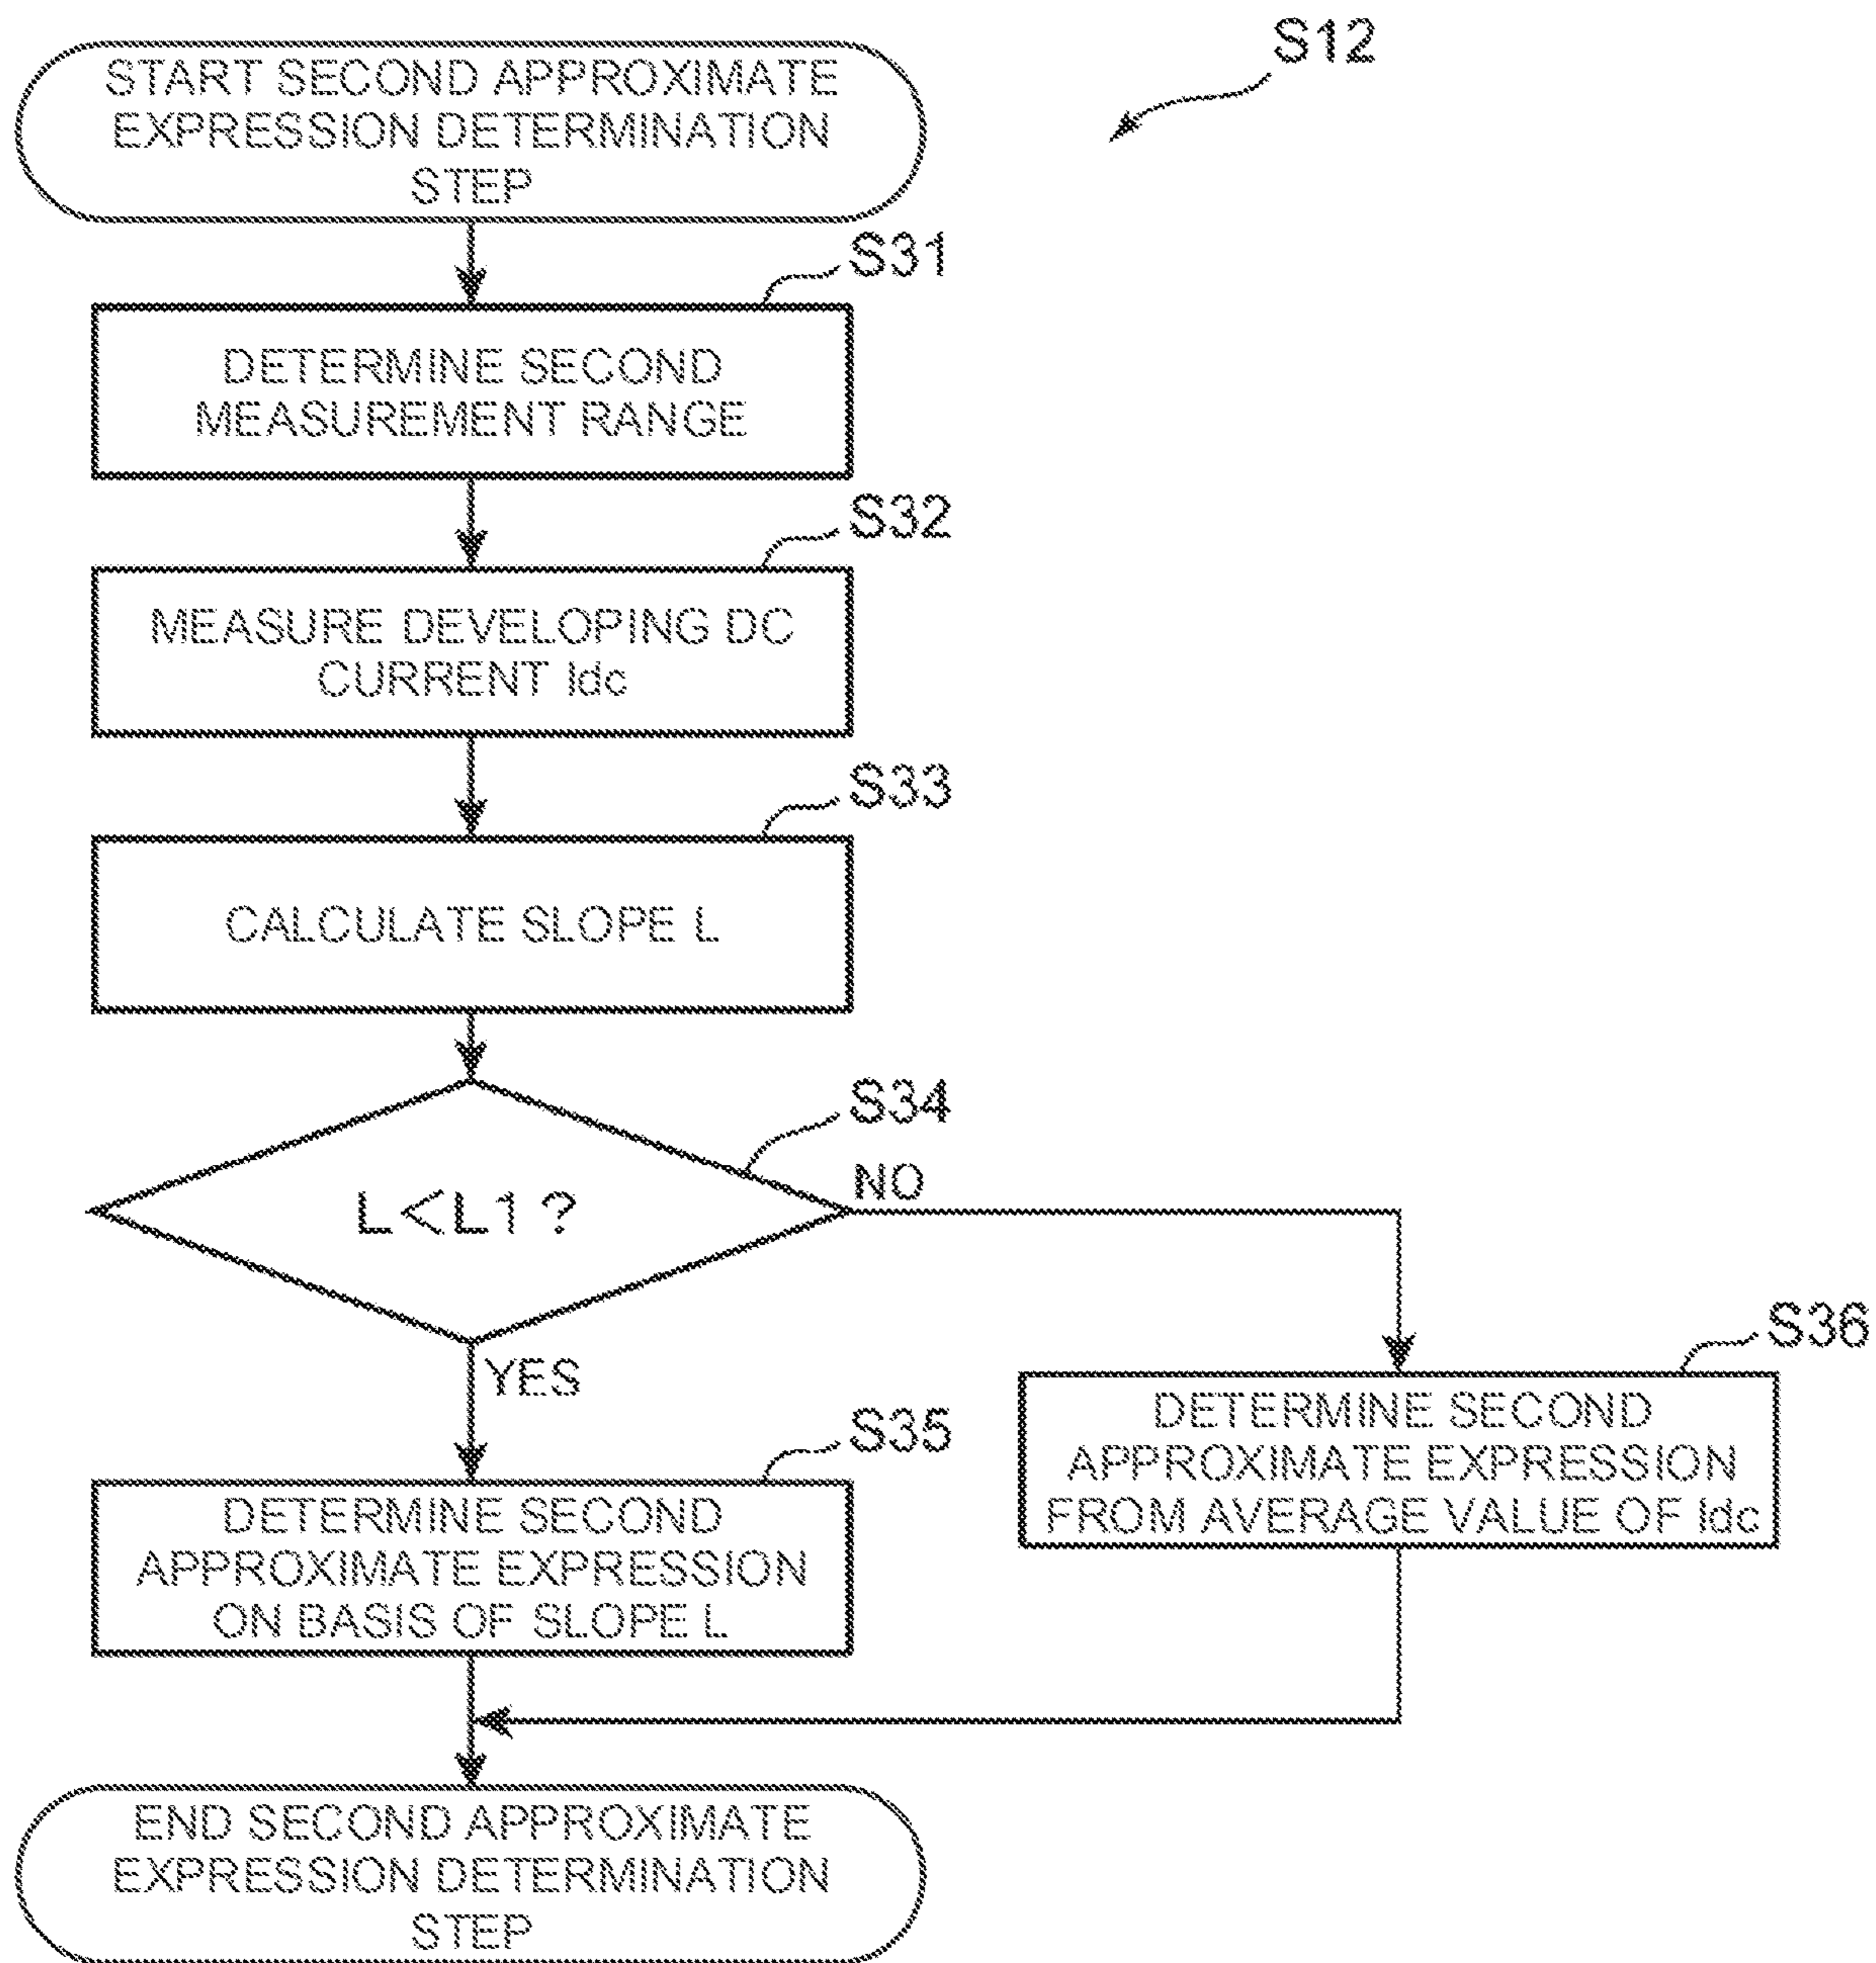 S12
START SECOND APPROXIMATE
EXPRESSION DETERMINATION
STEP
S31
DETERMINE SECOND
MEASUREMENT RANGE
S32
MEASURE DEVELOPING DC
CURRENT Idc
S33
CALCULATE SLOPE L
S34
L<L1?
NO
YES
S35
DETERMINE SECOND
APPROXIMATE EXPRESSION
ON BASIS OF SLOPE L
S36
DETERMINE SECOND
APPROXIMATE EXPRESSION
FROM AVERAGE VALUE OF Idc
END SECOND APPROXIMATE
EXPRESSION DETERMINATION
STEP